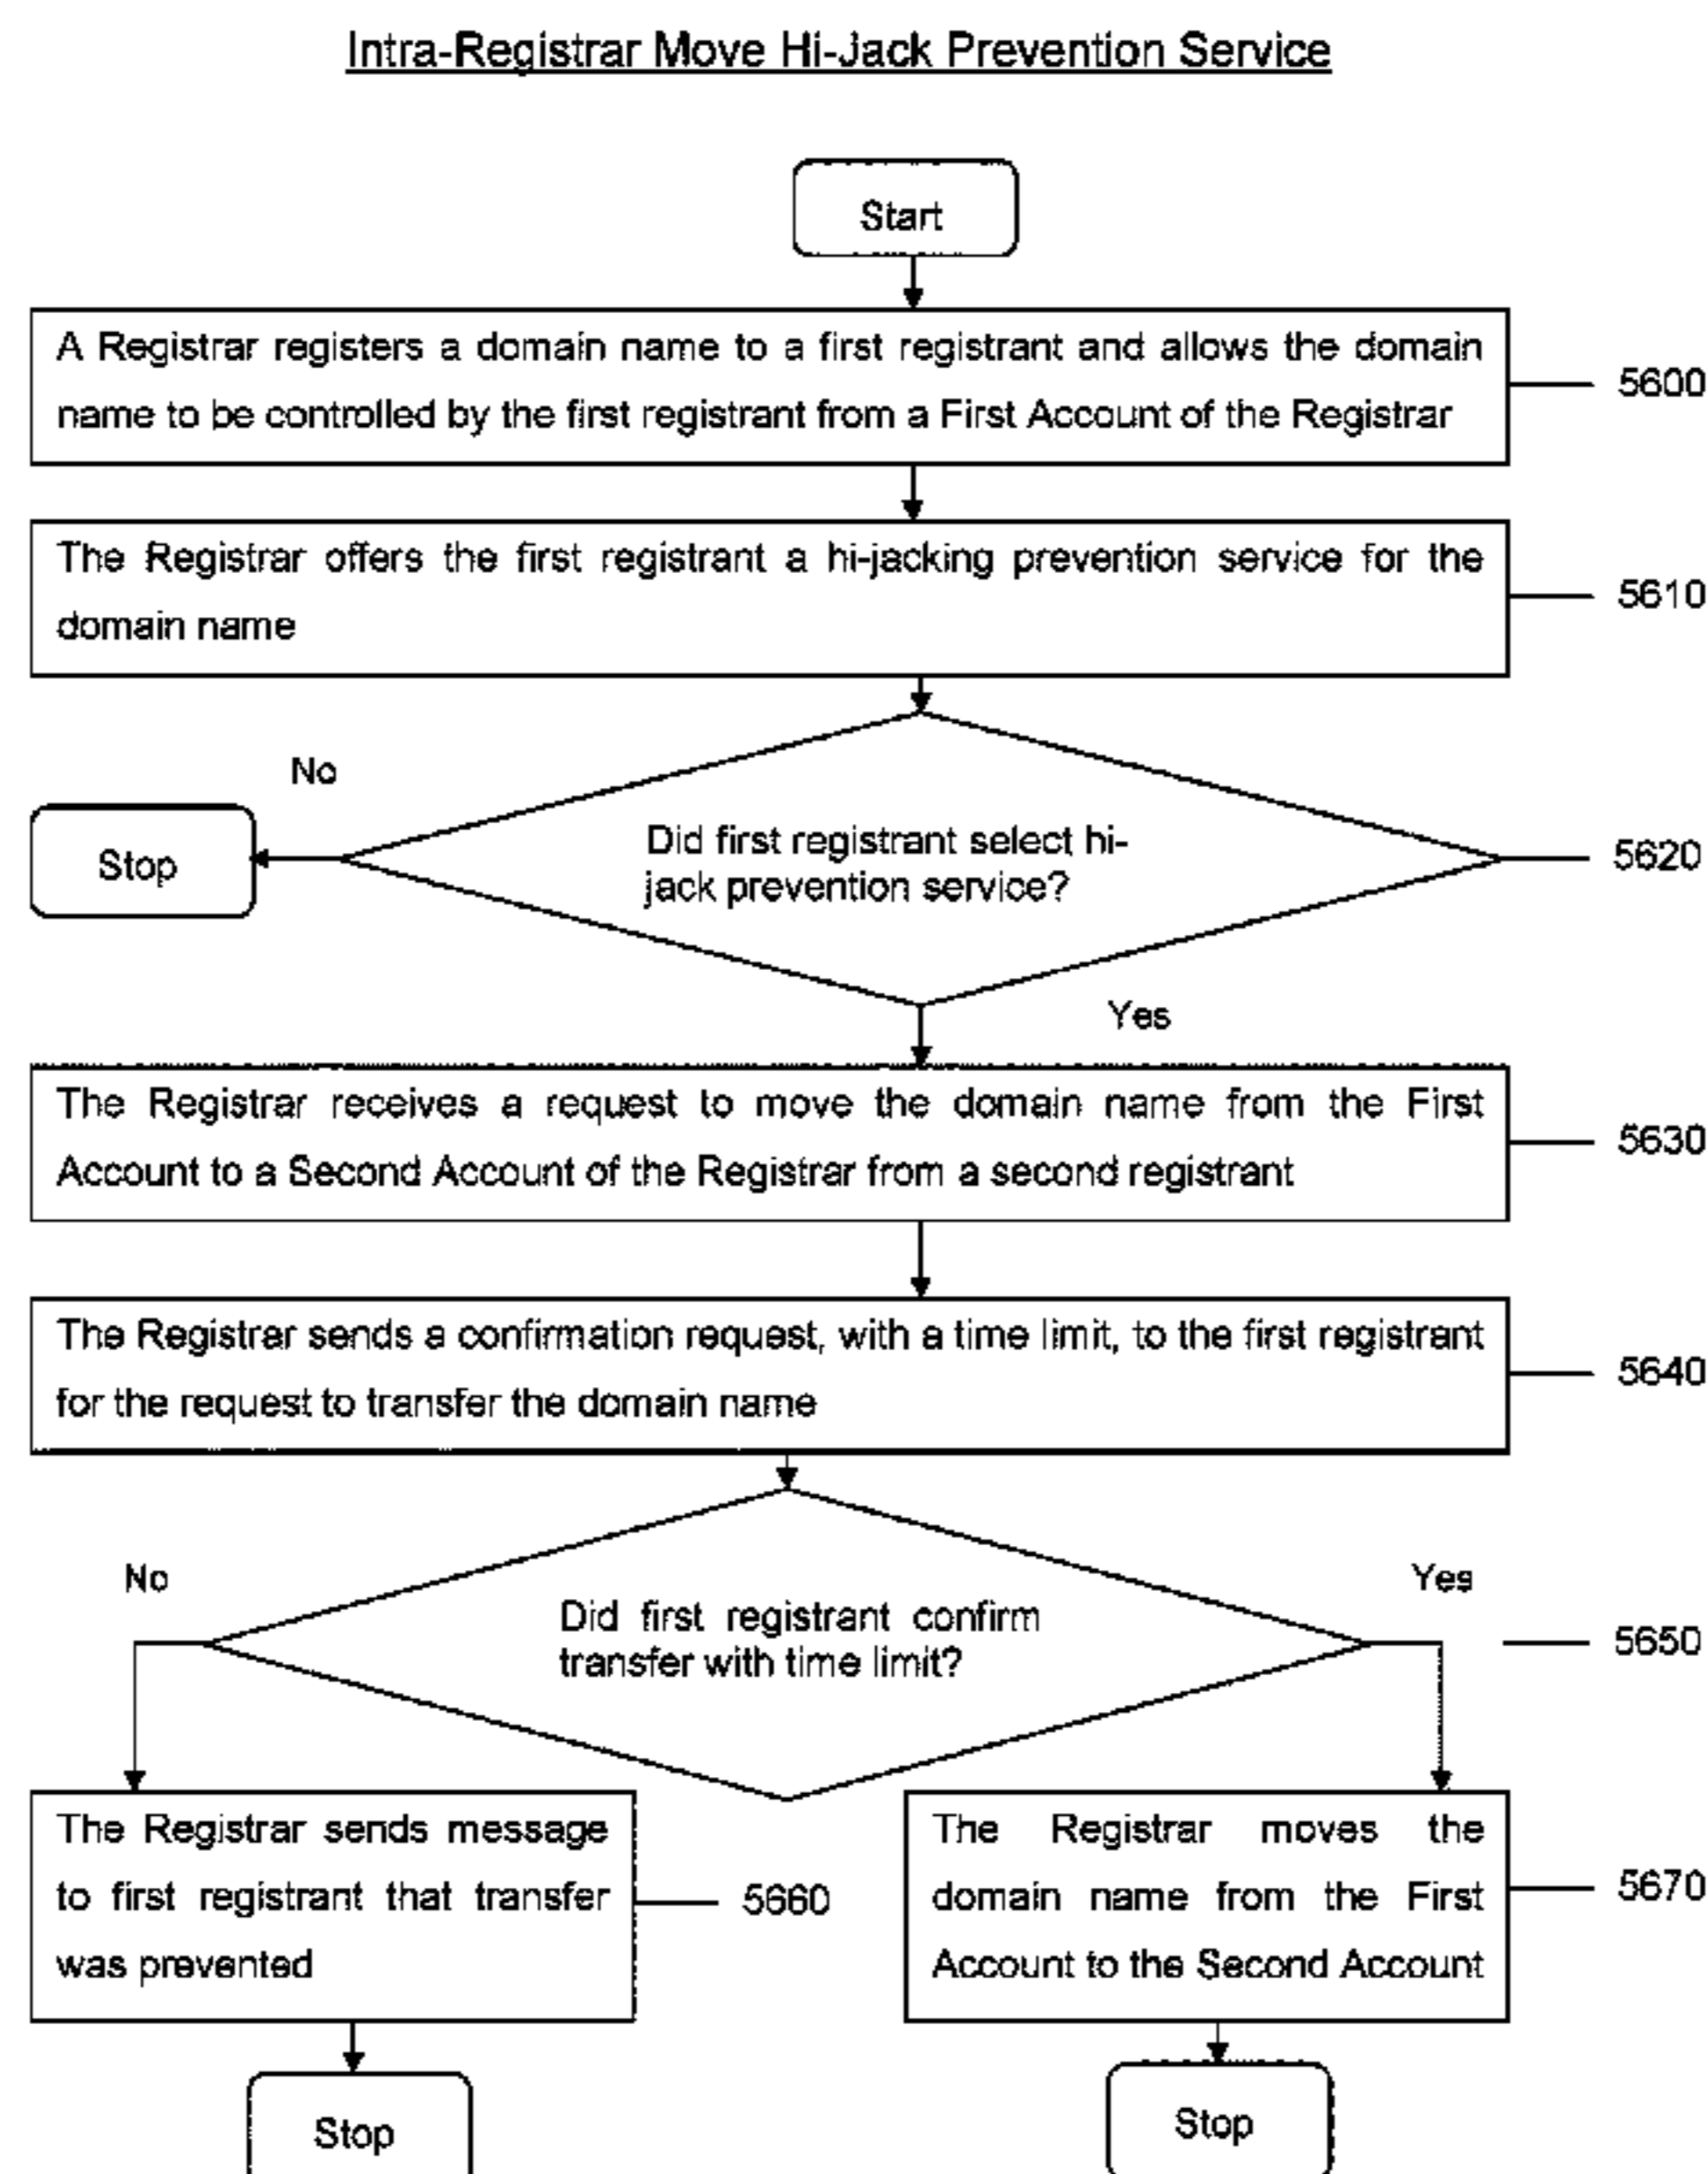 Intra-Registrar Move Hi-Jack Prevention Service
Start
A Registrar registers a domain name to a first registrant and allows the domain
name to be controlled by the first registrant from a First Account of the Registrar
5600
The Registrar offers the first registrant a hi-jacking prevention service for the
domain name
5610
No
Stop
Did first registrant select hi-
jack prevention service?
5620
Yes
The Registrar receives a request to move the domain name from the First
Account to a Second Account of the Registrar from a second registrant
5630
The Registrar sends a confirmation request, with a time limit, to the first registrant
for the request to transfer the domain name
5640
No
Yes
Did first registrant confirm
transfer with time limit?
5650
The Registrar sends message
to first registrant that transfer
was prevented
5660
The Registrar moves the
domain name from the First
Account to the Second Account
5670
Stop
Stop